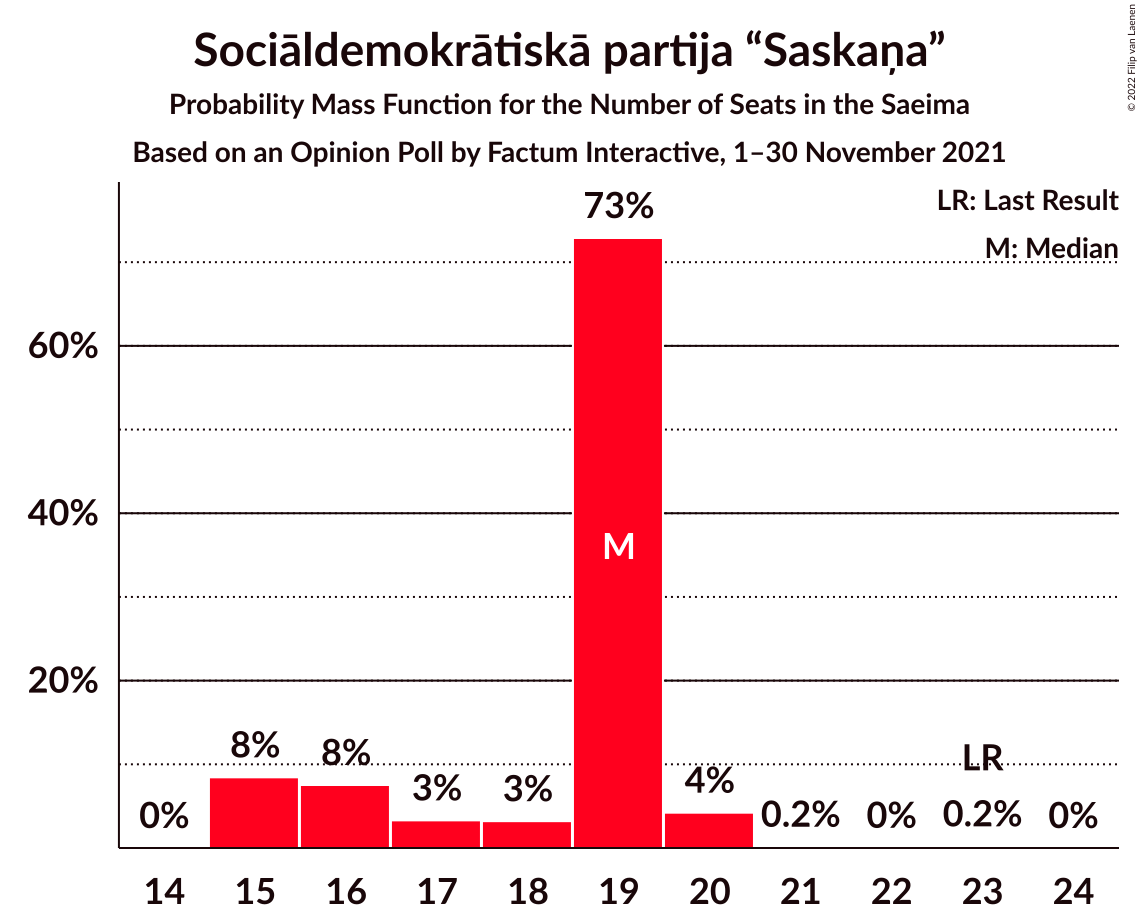 Sociāldemokrātiskā partija “Saskaņa”
Probability Mass Function for the Number of Seats in the Saeima
Based on an Opinion Poll by Factum Interactive, 1–30 November 2021
© 2022 Filip van Laenen
LR: Last Result
M: Median
60%
40%
20%
0%
8%
8%
3%
3%
73%
M
4%
0.2%
0%
LR
0.2%
0%
14 15 16 17 18 19 20 21 22 23 24